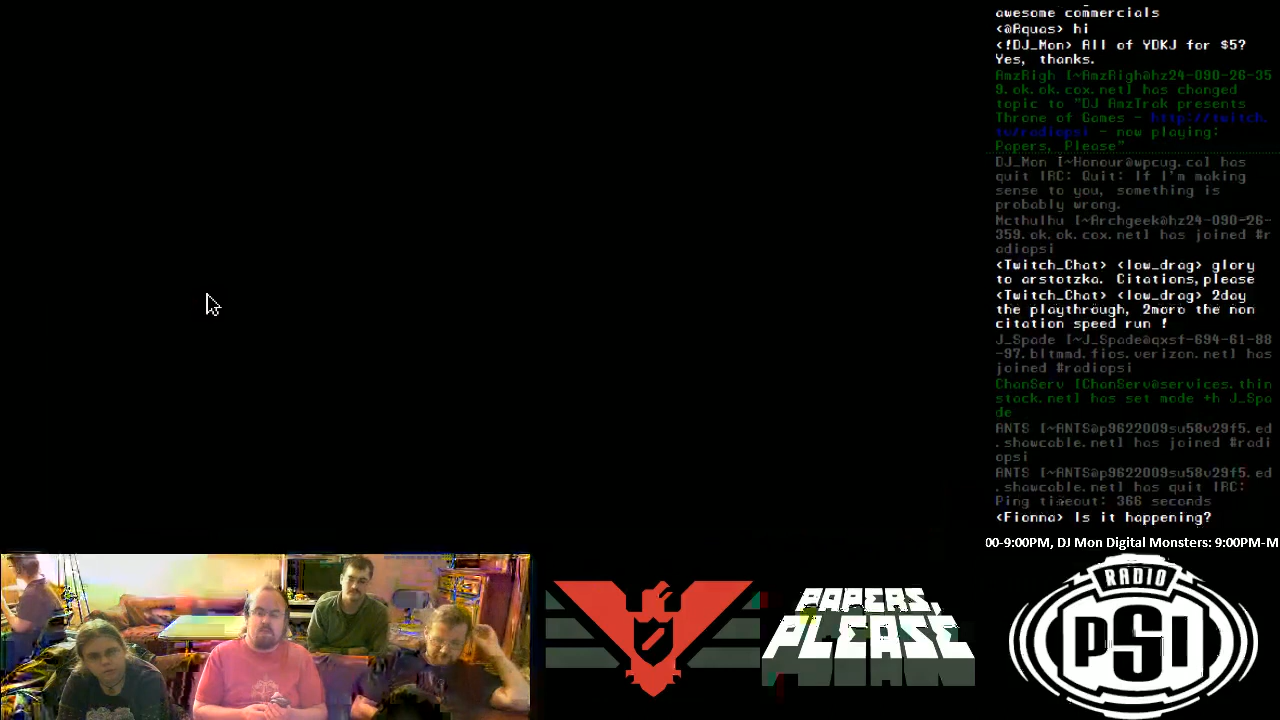 awesome commercials
<@Aquas> hi
<!DJ_Mon> All of YDKJ for $5?
Yes, thanks.
AmzRigh [~AmzRigh@hz24-090-26-35
9.ok.ok.cox.net] has changed
topic to "DJ AmzTrak presents
Throne of Games - http://twitch.
tv/radiopsi - now playing:
Papers, Please"
DJ_Mon [~Honour@wpcug.ca] has
quit IRC: Quit: If I'm making
sense to you, something is
probably wrong.
Mcthulhu [~Archgeek@hz24-090-26-
359.ok.ok.cox.net] has joined #r
adiopsi
<Twitch_Chat> <low_drag> glory
to arstotzka. Citations,please
<Twitch_Chat> <low_drag> 2day
the playthrough, 2moro the non
citation speed run !
J_Spade [~J_Spade@qxsf-694-61-88
-97.bltmmd.fios.verizon.net] has
joined #radiopsi
ChanServ [ChanServ@services.thin
stack.net] has set mode +h J_Spa
de
ANTS [~ANTS@p9622009su58v29f5.ed
.shawcable.net] has joined #radi
opsi
ANTS [~ANTS@p9622009su58v29f5.ed
.shawcable.net] has quit IRC:
Ping timeout: 366 seconds
<Fionna> Is it happening?
00-9:00PM, DJ Mon Digital Monsters: 9:00PM-M
PAPERS,
PLEASE
RADIO
PSI